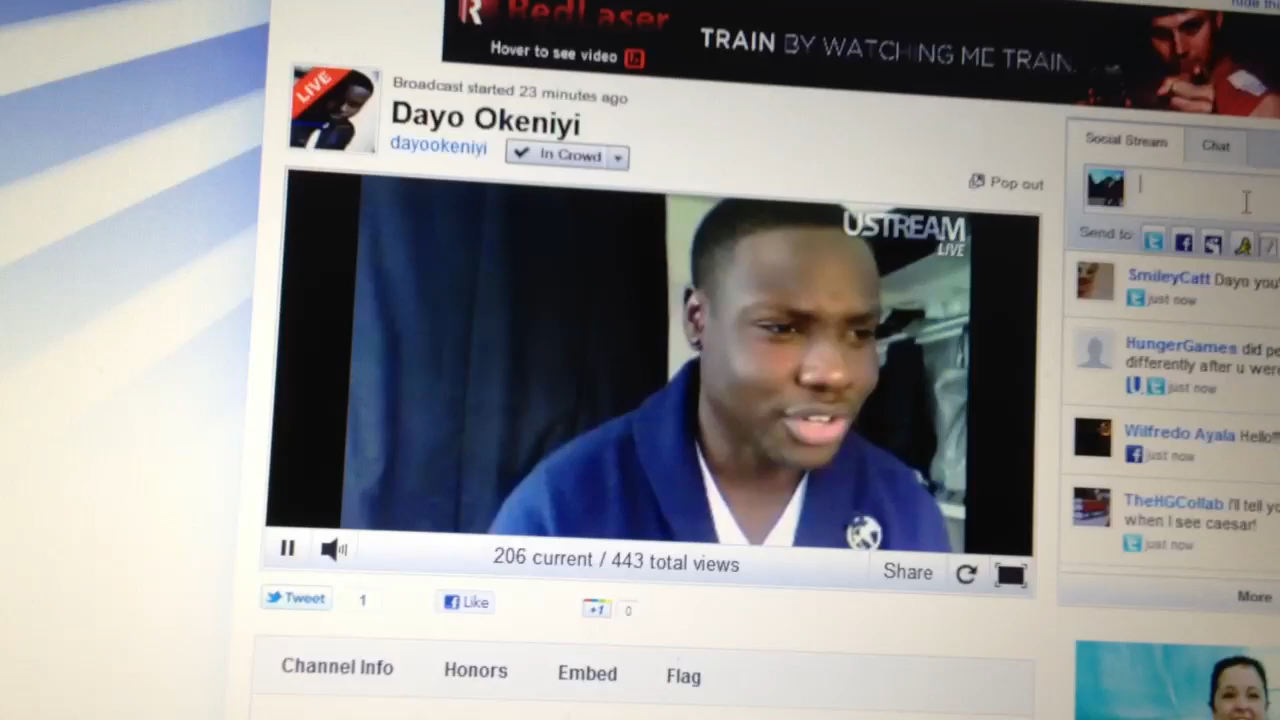 RedLaser
Hover to see video
TRAIN BY WATCHING ME TRAIN.
LIVE
Broadcast started 23 minutes ago
Dayo Okeniyi
dayookeniyi
In Crowd
Pop out
USTREAM
LIVE
206 current / 443 total views
Share
Tweet
1
Like
+1
0
Channel Info
Honors
Embed
Flag
hide
Social Stream
Chat
Send to:
SmileyCatt Dayo you'
just now
HungerGames did
differently after u were
just now
Wilfredo Ayala Hello!!
just now
TheHGCollab i'll tell
when I see caesar!
just now
More